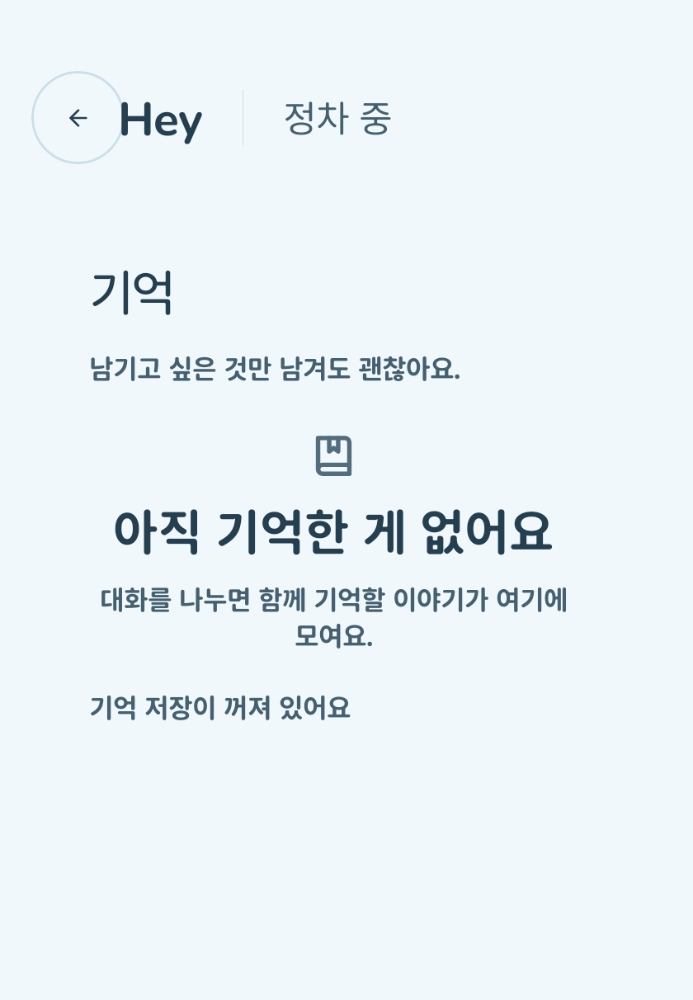 Hey
정차 중
기억
남기고 싶은 것만 남겨도 괜찮아요.
아직 기억한 게 없어요
대화를 나누면 함께 기억할 이야기가 여기에
모여요.
기억 저장이 꺼져 있어요